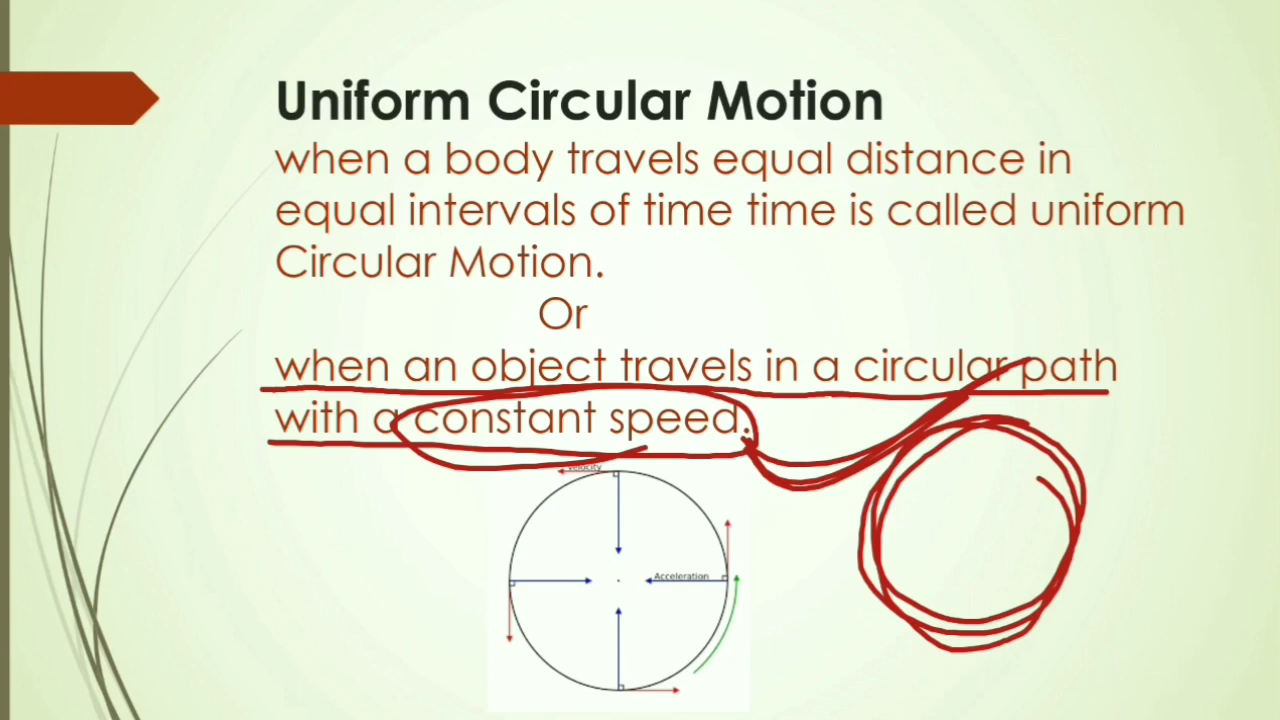 Uniform Circular Motion
when a body travels equal distance in
equal intervals of time time is called uniform
Circular Motion.
Or
when an object travels in a circular path
with a constant speed.
Velocity
Acceleration